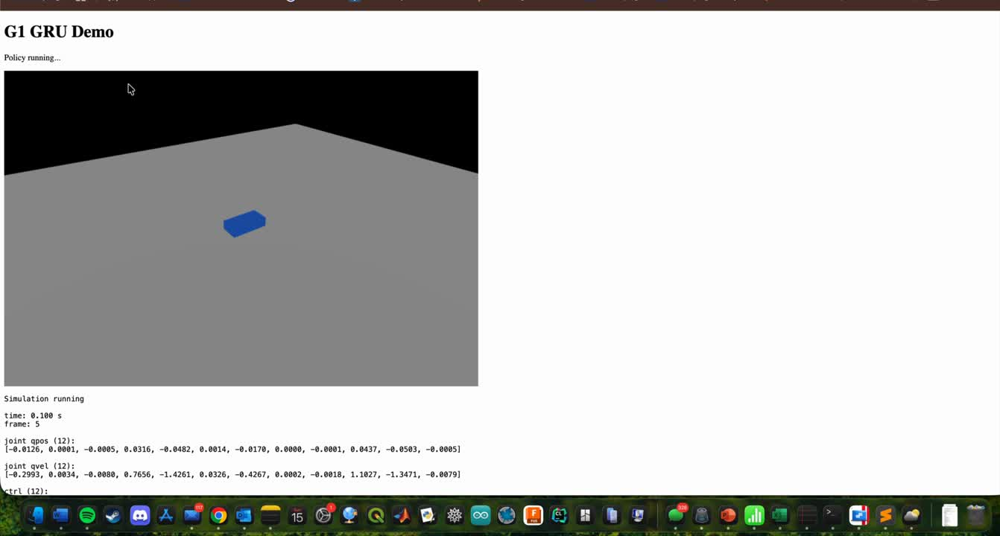 G1 GRU Demo
Policy running...
Simulation running
time: 0.100 s
frame: 5
joint qpos (12):
[-0.0126, 0.0001, -0.0005, 0.0316, -0.0482, 0.0014, -0.0170, 0.0000, -0.0001, 0.0437, -0.0503, -0.0005]
joint qvel (12):
[-0.2993, 0.0034, -0.0080, 0.7656, -1.4261, 0.0326, -0.4267, 0.0002, -0.0018, 1.1027, -1.3471, -0.0079]
ctrl (12):
117
15
1
328